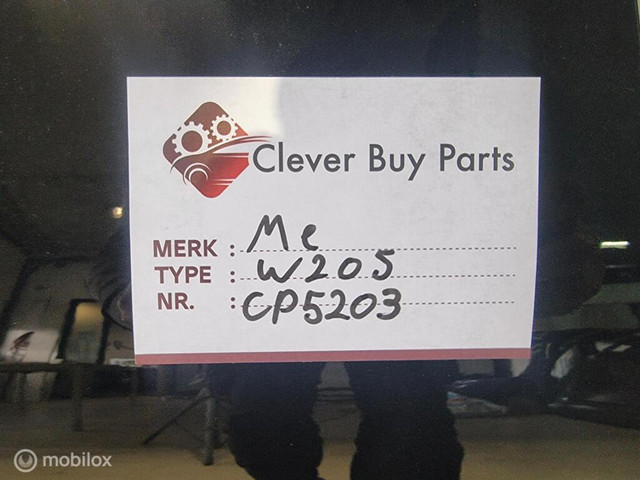 Clever Buy Parts
MERK : Me
TYPE : W205
NR. : CP5203
mobilox